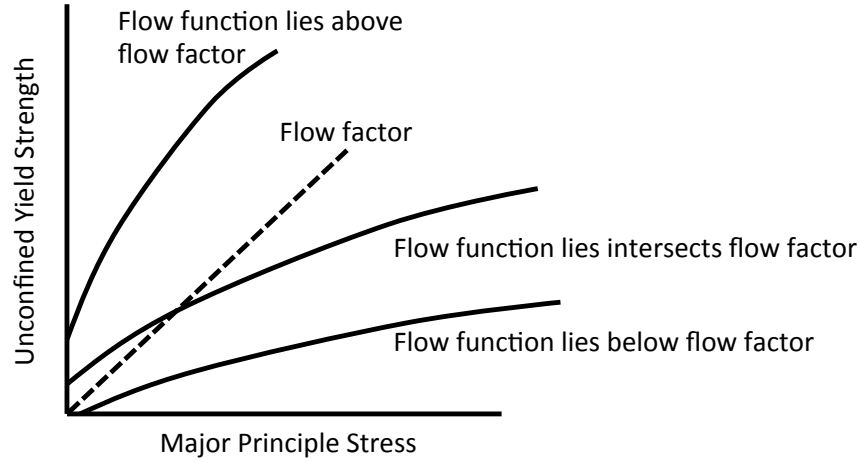 Flow function lies above
flow factor
Flow factor
Flow function lies intersects flow factor
Flow function lies below flow factor
Unconfined Yield Strength
Major Principle Stress